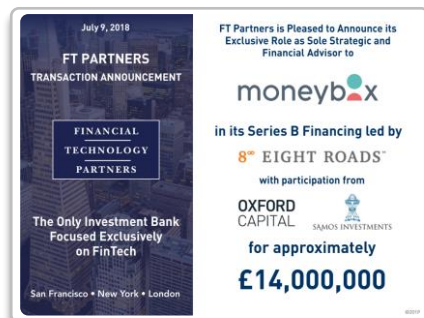 July 9, 2018
FT PARTNERS
TRANSACTION ANNOUNCEMENT
FINANCIAL
TECHNOLOGY
PARTNERS
The Only Investment Bank
Focused Exclusively
on FinTech
San Francisco • New York • London
FT Partners is Pleased to Announce its
Exclusive Role as Sole Strategic and
Financial Advisor to
moneybox
in its Series B Financing led by
8∞ EIGHT ROADS™
with participation from
OXFORD
CAPITAL
SAMOS INVESTMENTS
for approximately
£14,000,000